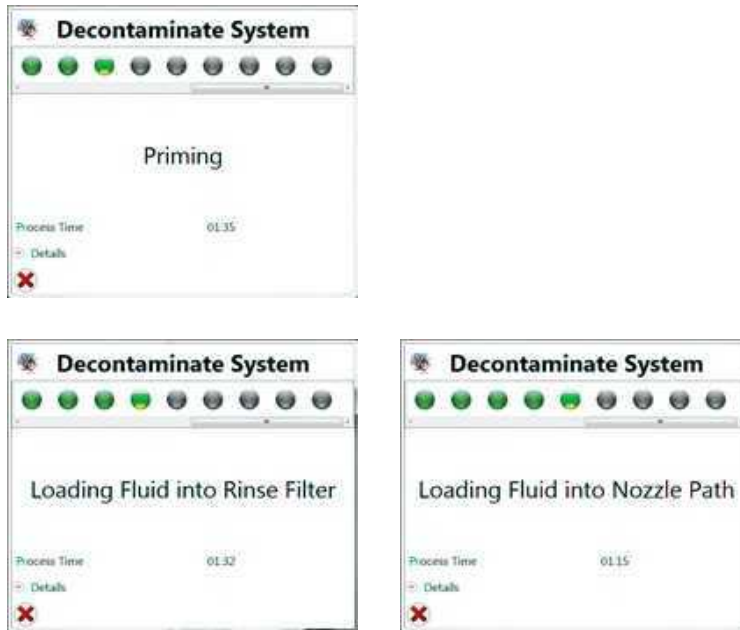 Decontaminate System
Priming
Process Time 01:35
Details
Decontaminate System
Loading Fluid into Rinse Filter
Process Time 01:32
Details
Decontaminate System
Loading Fluid into Nozzle Path
Process Time 01:15
Details